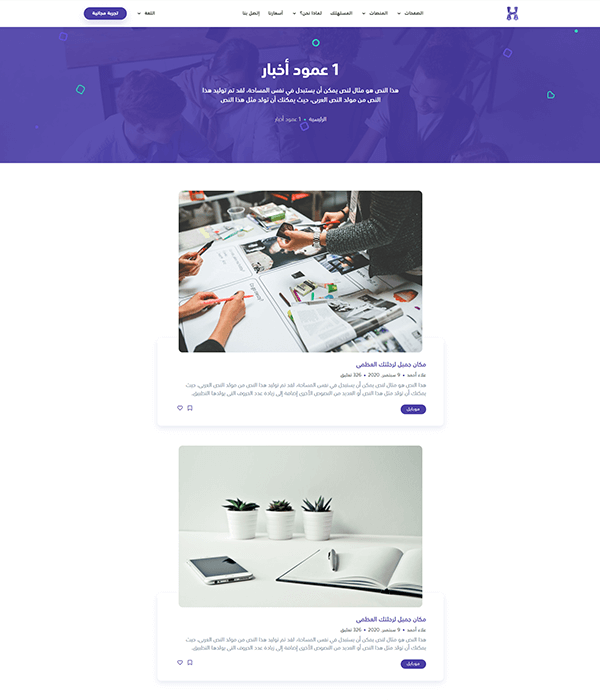 الصفحات
المنصات
المستهلك
لماذا نحن؟
أسعارنا
إتصل بنا
اللغة
تجربة مجانية
1 عمود أخبار
هذا النص هو مثال لنص يمكن أن يستبدل في نفس المساحة، لقد تم توليد هذا
النص من مولد النص العربى، حيث يمكنك أن تولد مثل هذا النص
الرئيسية • 1 عمود أخبار
مكان جميل لرحلتك العظمى
علاء أحمد • 9 سبتمبر, 2020 • 326 تعليق
هذا النص هو مثال لنص يمكن أن يستبدل في نفس المساحة، لقد تم توليد هذا النص من مولد النص العربى، حيث
يمكنك أن تولد مثل هذا النص أو العديد من النصوص الأخرى إضافة إلى زيادة عدد الحروف التى يولدها التطبيق.
موبايل
مكان جميل لرحلتك العظمى
علاء أحمد • 9 سبتمبر, 2020 • 326 تعليق
هذا النص هو مثال لنص يمكن أن يستبدل في نفس المساحة، لقد تم توليد هذا النص من مولد النص العربى، حيث
يمكنك أن تولد مثل هذا النص أو العديد من النصوص الأخرى إضافة إلى زيادة عدد الحروف التى يولدها التطبيق.
موبايل